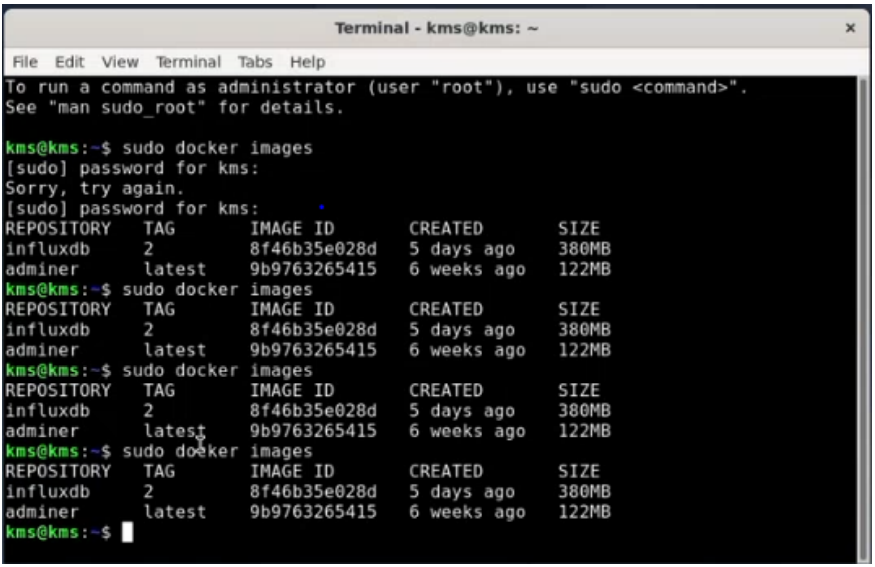 Terminal - kms@kms: ~
File Edit View Terminal Tabs Help
To run a command as administrator (user "root"), use "sudo <command>".
See "man sudo_root" for details.
kms@kms:~$ sudo docker images
[sudo] password for kms:
Sorry, try again.
[sudo] password for kms:
REPOSITORY TAG IMAGE ID CREATED SIZE
influxdb 2 8f46b35e028d 5 days ago 380MB
adminer latest 9b9763265415 6 weeks ago 122MB
kms@kms:~$ sudo docker images
REPOSITORY TAG IMAGE ID CREATED SIZE
influxdb 2 8f46b35e028d 5 days ago 380MB
adminer latest 9b9763265415 6 weeks ago 122MB
kms@kms:~$ sudo docker images
REPOSITORY TAG IMAGE ID CREATED SIZE
influxdb 2 8f46b35e028d 5 days ago 380MB
adminer latest 9b9763265415 6 weeks ago 122MB
kms@kms:~$ sudo docker images
REPOSITORY TAG IMAGE ID CREATED SIZE
influxdb 2 8f46b35e028d 5 days ago 380MB
adminer latest 9b9763265415 6 weeks ago 122MB
kms@kms:~$